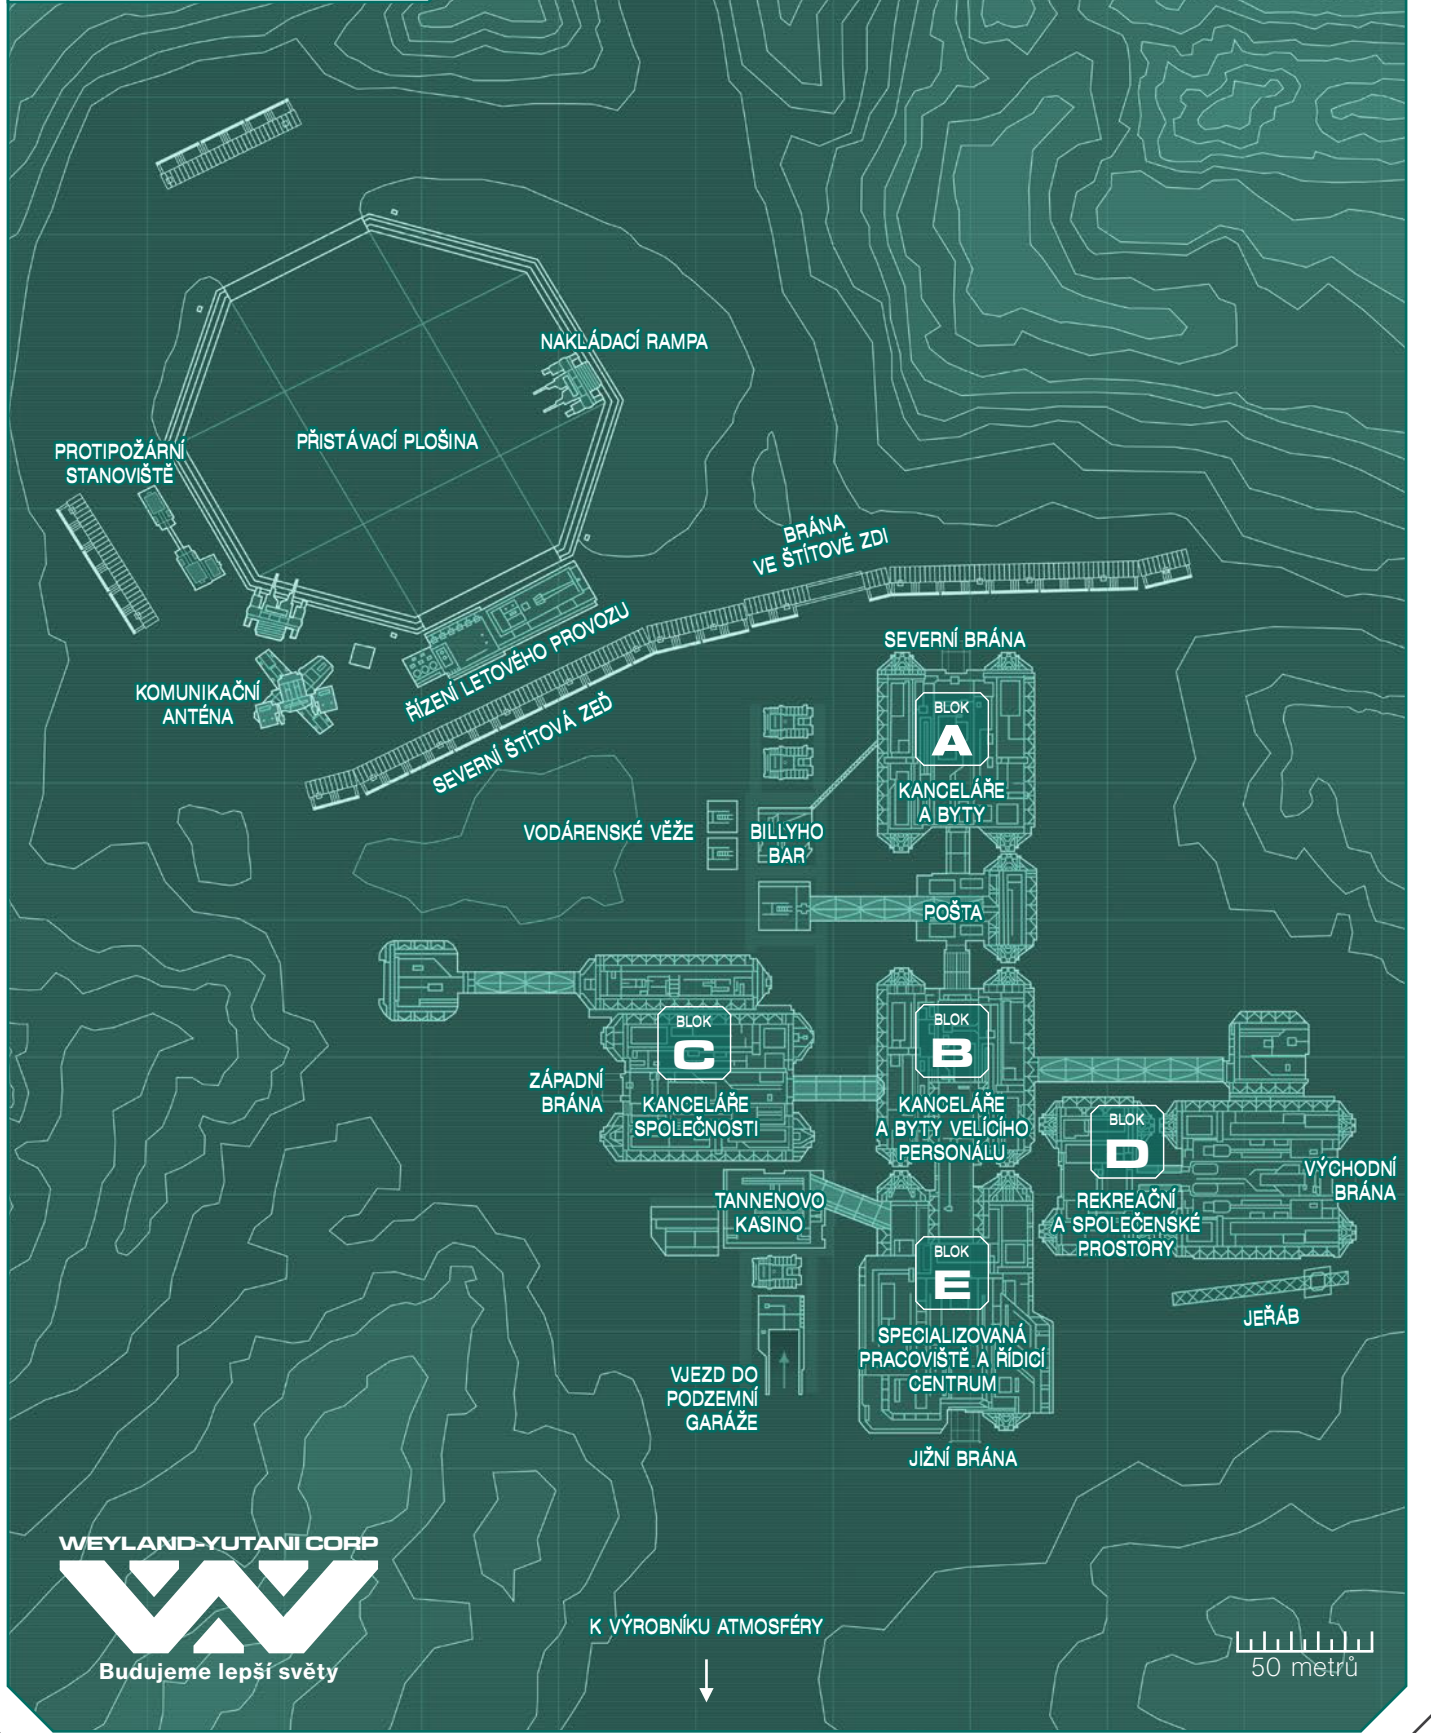 NAKLÁDACÍ RAMPA
PŘISTÁVACÍ PLOŠINA
PROTIPOŽÁRNÍ
STANOVIŠTĚ
BRÁNA
VE ŠTÍTOVÉ ZDI
ŘÍZENÍ LETOVÉHO PROVOZU
SEVERNÍ BRÁNA
KOMUNIKAČNÍ
ANTÉNA
SEVERNÍ ŠTÍTOVÁ ZEĎ
BLOK
A
KANCELÁŘE
A BYTY
VODÁRENSKÉ VĚŽE
BILLYHO
BAR
POŠTA
BLOK
C
KANCELÁŘE
SPOLEČNOSTI
ZÁPADNÍ
BRÁNA
BLOK
B
KANCELÁŘE
A BYTY VELÍCÍHO
PERSONÁLU
BLOK
D
REKREAČNÍ
A SPOLEČENSKÉ
PROSTORY
VÝCHODNÍ
BRÁNA
TANNENOVO
KASINO
BLOK
E
SPECIALIZOVANÁ
PRACOVIŠTĚ A ŘÍDICÍ
CENTRUM
JEŘÁB
VJEZD DO
PODZEMNÍ
GARÁŽE
JIŽNÍ BRÁNA
WEYLAND-YUTANI CORP
Budujeme lepší světy
K VÝROBNÍKU ATMOSFÉRY
50 metrů